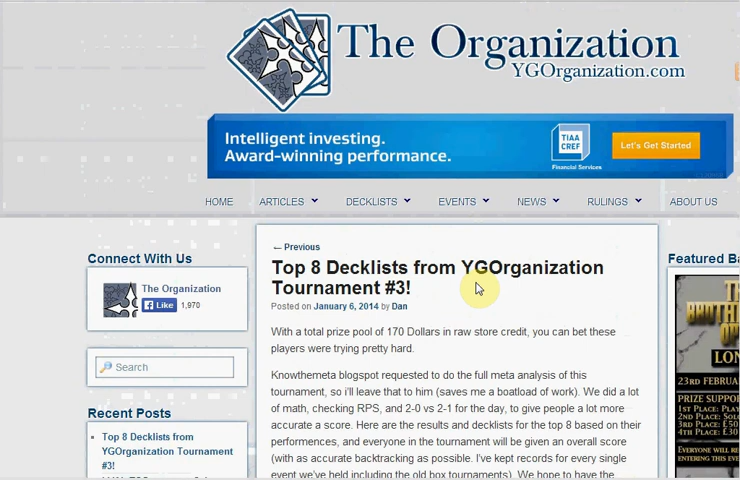 The Organization
YGOrganization.com
Intelligent investing.
Award-winning performance.
TIAA
CREF
Financial Services
Let's Get Started
HOME
ARTICLES
DECKLISTS
EVENTS
NEWS
RULINGS
ABOUT US
Connect With Us
The Organization
Like
1,970
Search
Recent Posts
Top 8 Decklists from
YGOrganization Tournament
#3!
← Previous
Top 8 Decklists from YGOrganization
Tournament #3!
Posted on January 6, 2014 by Dan
With a total prize pool of 170 Dollars in raw store credit, you can bet these
players were trying pretty hard.
Knowthemeta blogspot requested to do the full meta analysis of this
tournament, so i'll leave that to him (saves me a boatload of work). We did a lot
of math, checking RPS, and 2-0 vs 2-1 for the day, to give people a lot more
accurate a score. Here are the results and decklists for the top 8 based on their
performences, and everyone in the tournament will be given an overall score
(with as accurate backtracking as possible. I've kept records for every single
event we've held including the old box tournaments). We hope to have the
Featured Ba
BROTHER
OP
LON
23RD FEBRUA
PRIZE SUPPO
1ST PLACE: PLAY
2ND PLACE: SOL
3RD PLACE: £50
4TH PLACE: £30
EVERYONE WILL RE
ENTERING THIS EV